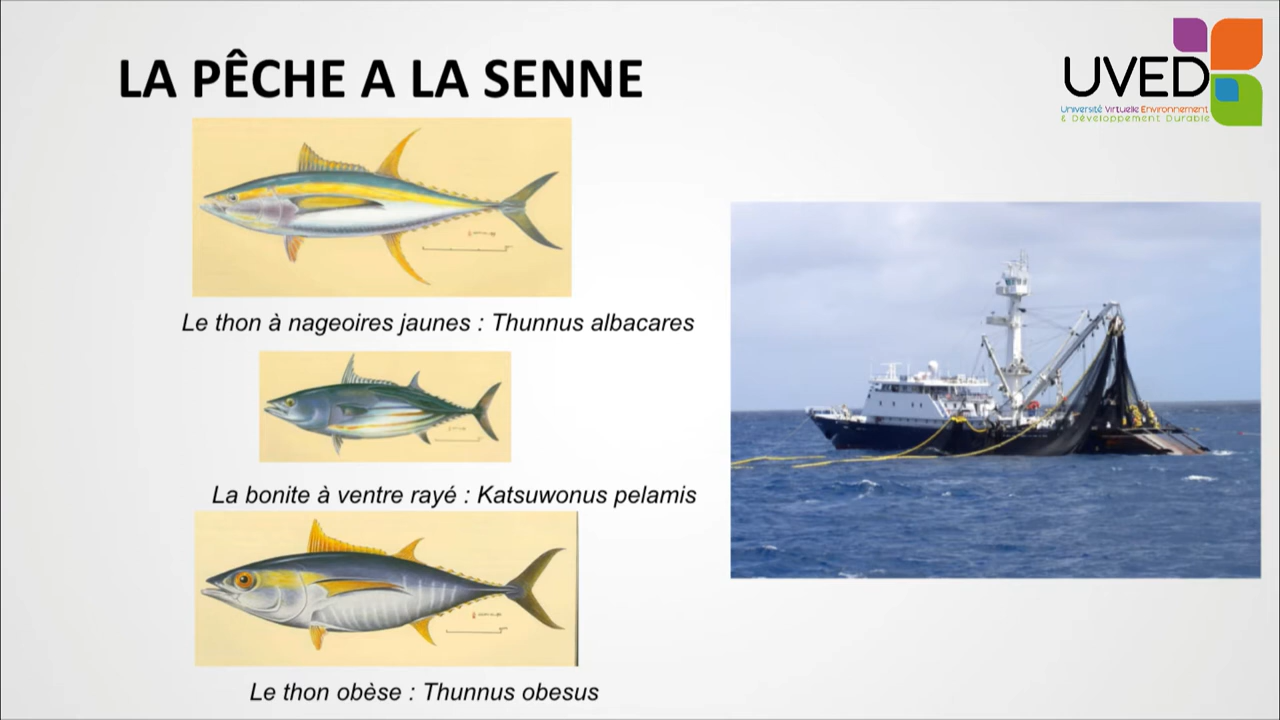 LA PÊCHE A LA SENNE
UVED
Université Virtuelle Environnement
& Développement Durable
Le thon à nageoires jaunes : Thunnus albacares
La bonite à ventre rayé : Katsuwonus pelamis
Le thon obèse : Thunnus obesus